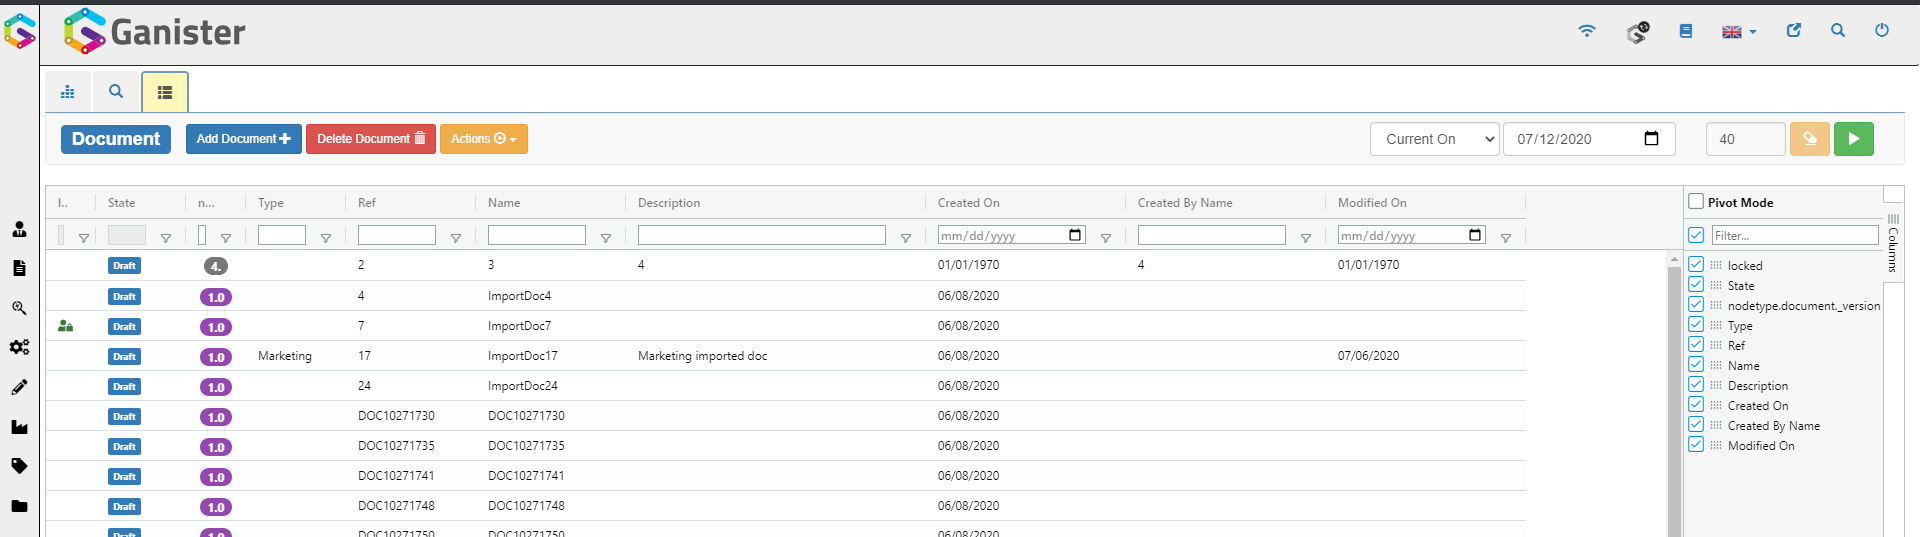 Ganister
Document Add Document Delete Document Actions Current On 07/12/2020 40
l.. State n... Type Ref Name Description Created On Created By Name Modified On Pivot Mode
mm/dd/yyyy mm/dd/yyyy Filter...
Columns
Draft 4. 2 3 4 01/01/1970 4 01/01/1970
Draft 1.0 4 ImportDoc4 06/08/2020
Draft 1.0 7 ImportDoc7 06/08/2020
Draft 1.0 Marketing 17 ImportDoc17 Marketing imported doc 06/08/2020 07/06/2020
Draft 1.0 24 ImportDoc24 06/08/2020
Draft 1.0 DOC10271730 DOC10271730 06/08/2020
Draft 1.0 DOC10271735 DOC10271735 06/08/2020
Draft 1.0 DOC10271741 DOC10271741 06/08/2020
Draft 1.0 DOC10271748 DOC10271748 06/08/2020
Draft 1.0 DOC10271750 DOC10271750 06/08/2020
locked
State
nodetype.document._version
Type
Ref
Name
Description
Created On
Created By Name
Modified On